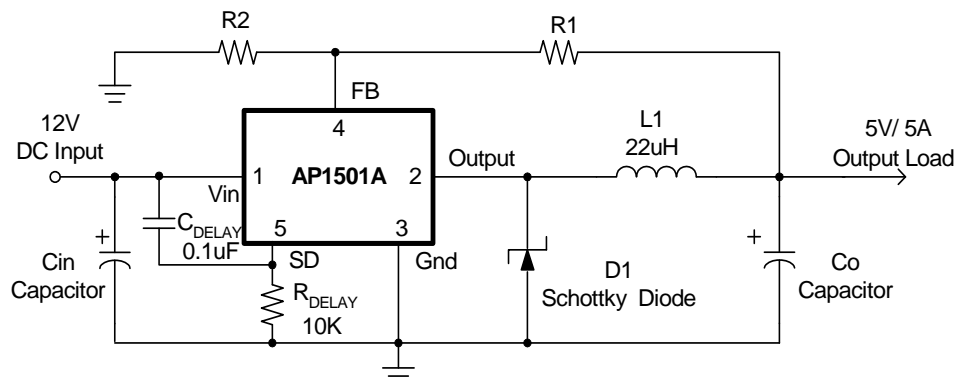 R2
R1
FB
4
12V
DC Input
L1
22uH
5V/ 5A
Output Load
Output
1
AP1501A
2
Vin
5
3
C DELAY
0.1uF
SD
Gnd
+
Cin
Capacitor
R DELAY
10K
D1
Schottky Diode
+
Co
Capacitor